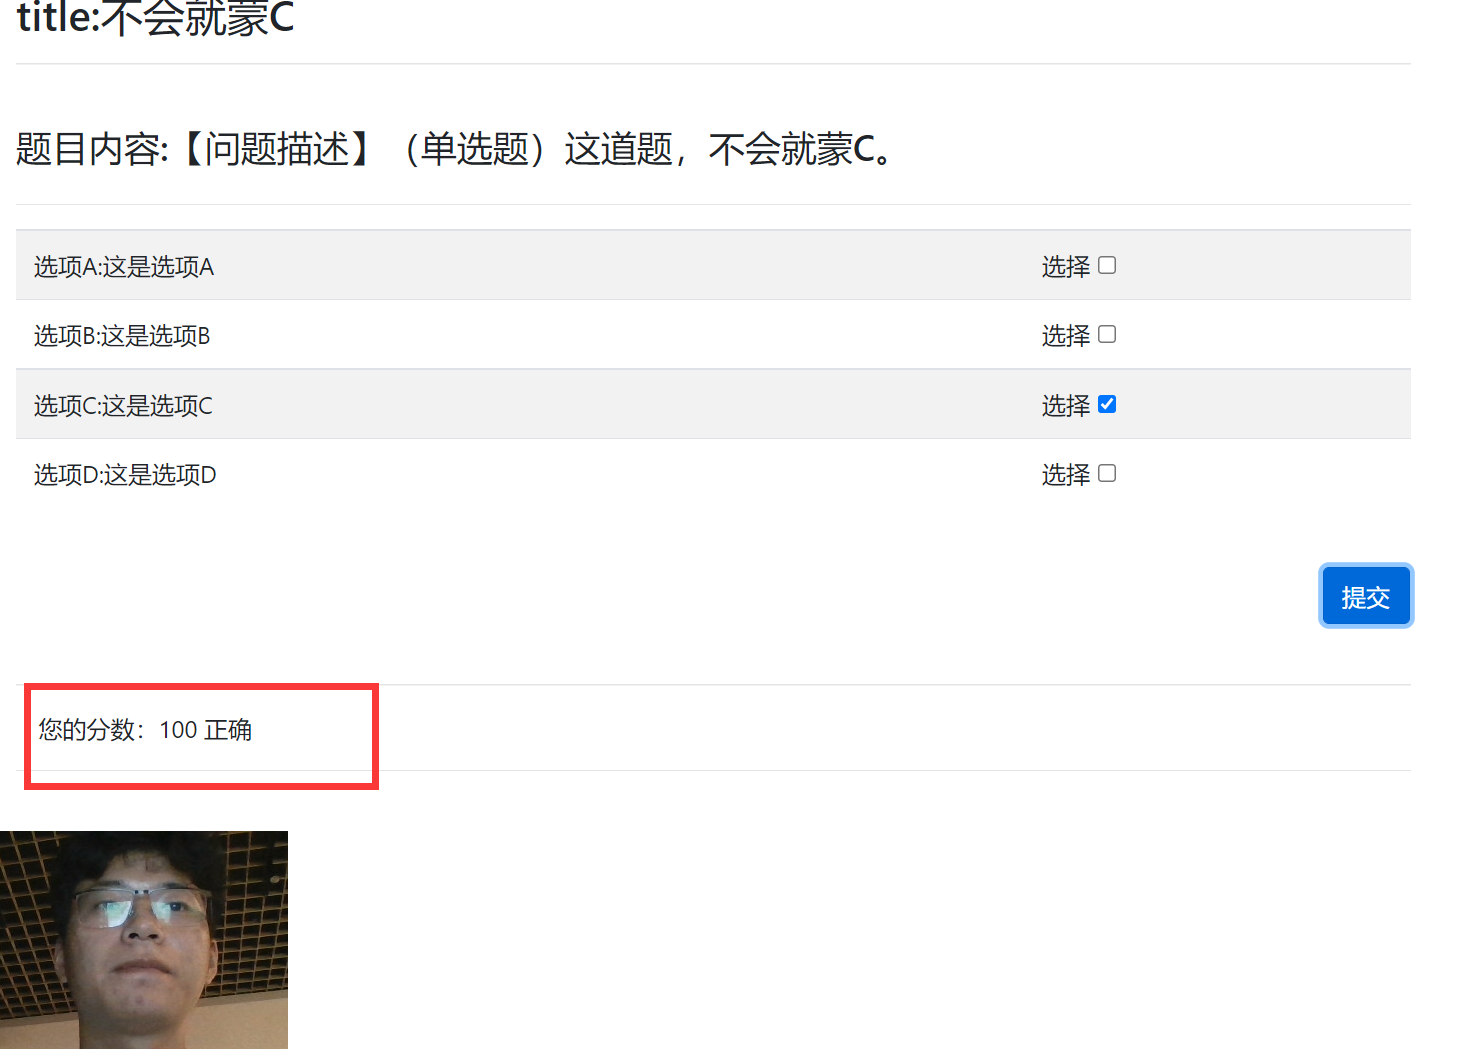 title:不会就蒙C
题目内容:【问题描述】（单选题）这道题，不会就蒙C。
选项A:这是选项A 选择
选项B:这是选项B 选择
选项C:这是选项C 选择
选项D:这是选项D 选择
提交
您的分数：100 正确